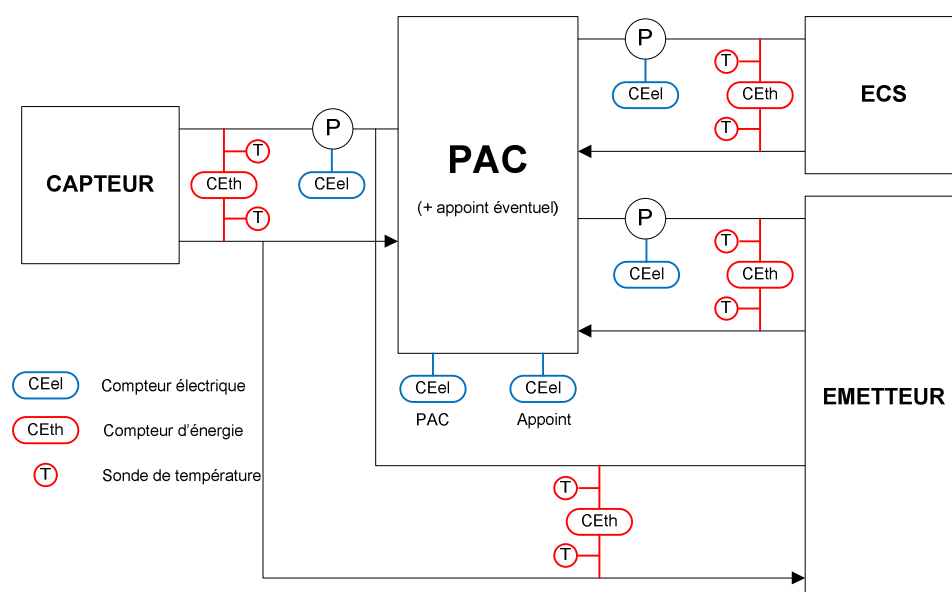 P
CEel
T
CEth
T
ECS
CAPTEUR
T
CEth
T
P
CEel
PAC
(+ appoint éventuel)
P
CEel
T
CEth
T
EMETTEUR
CEel
PAC
CEel
Appoint
CEel Compteur électrique
CEth Compteur d'énergie
T Sonde de température
T
CEth
T